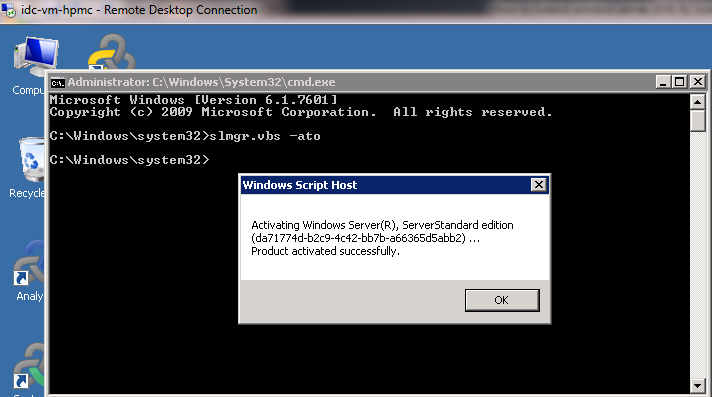 idc-vm-hpmc - Remote Desktop Connection
Administrator: C:\Windows\System32\cmd.exe
Compu
Microsoft Windows [Version 6.1.7601]
Copyright (c) 2009 Microsoft Corporation.  All rights reserved.
C:\Windows\system32>slmgr.vbs -ato
C:\Windows\system32>
Recycle
Windows Script Host
Activating Windows Server(R), ServerStandard edition
(da71774d-b2c9-4c42-bb7b-a66365d5abb2) ...
Product activated successfully.
OK
Analy